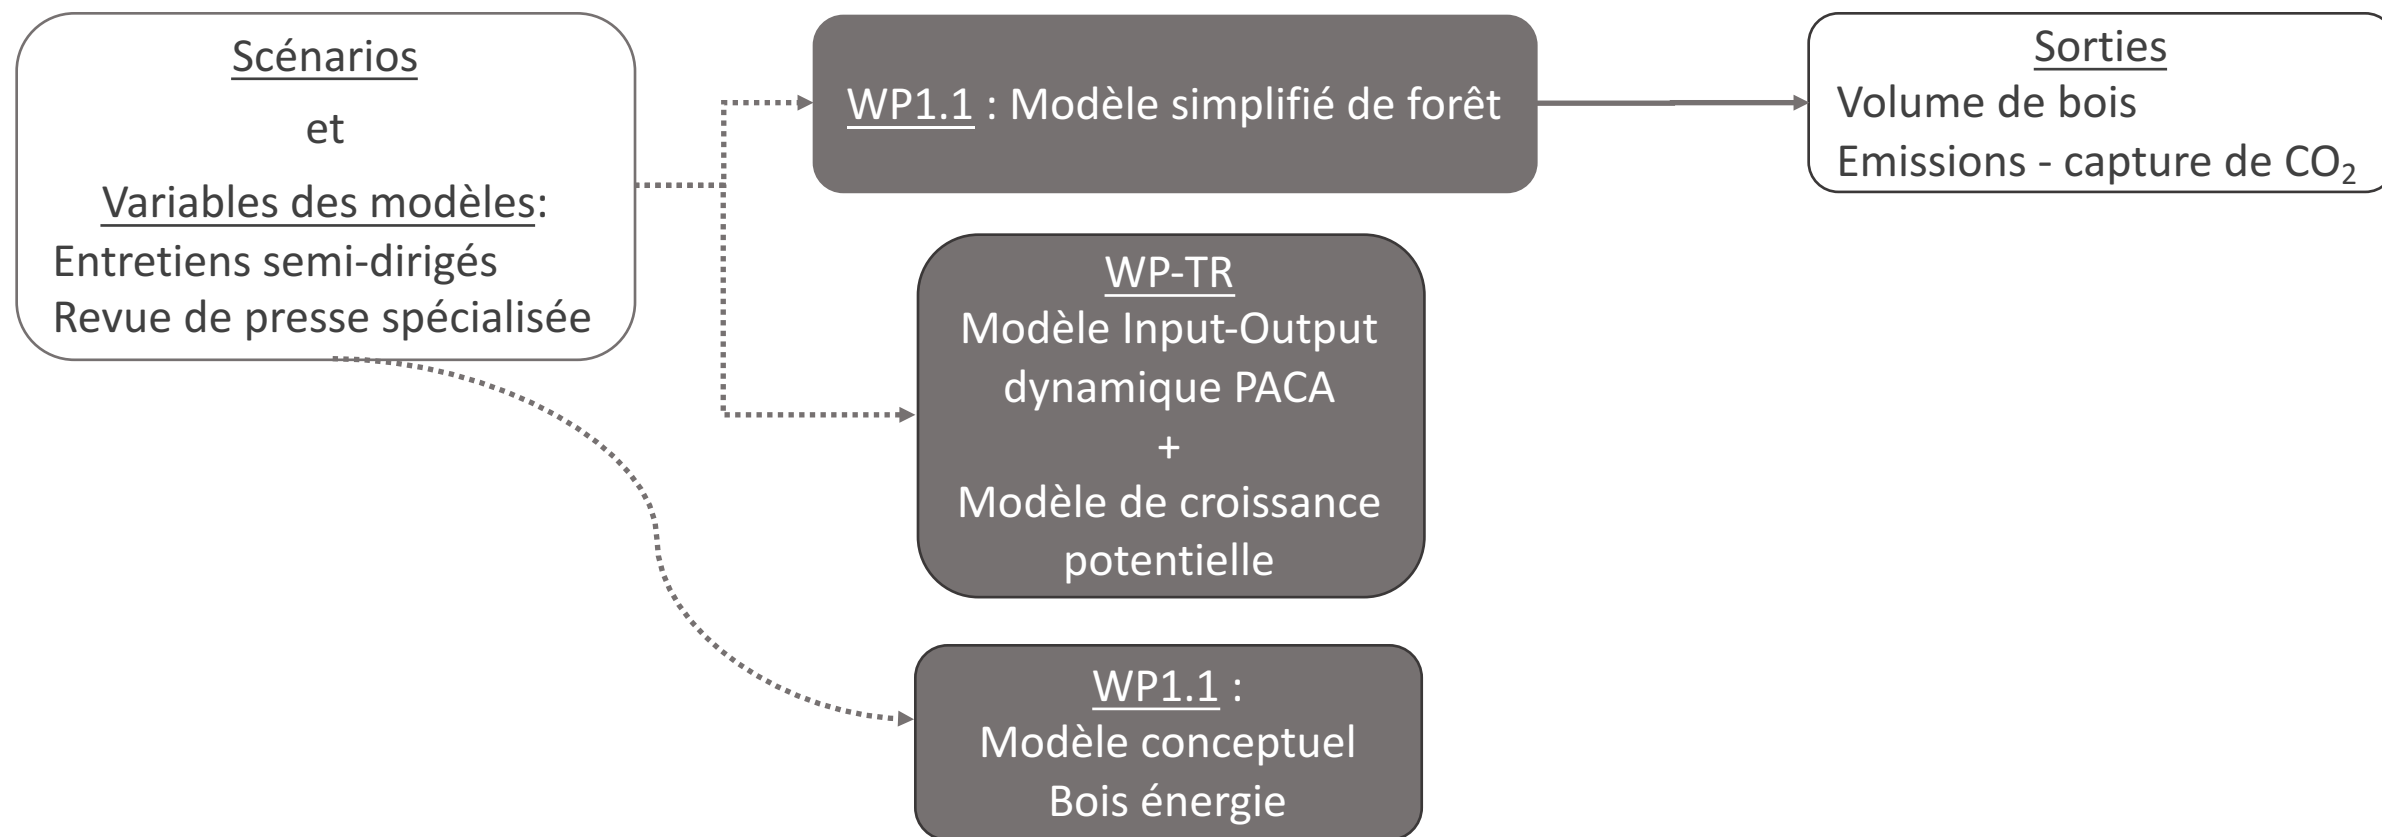 Scénarios
et
Variables des modèles:
Entretiens semi-dirigés
Revue de presse spécialisée
WP1.1 : Modèle simplifié de forêt
Sorties
Volume de bois
Emissions - capture de CO₂
WP-TR
Modèle Input-Output
dynamique PACA
+
Modèle de croissance
potentielle
WP1.1 :
Modèle conceptuel
Bois énergie